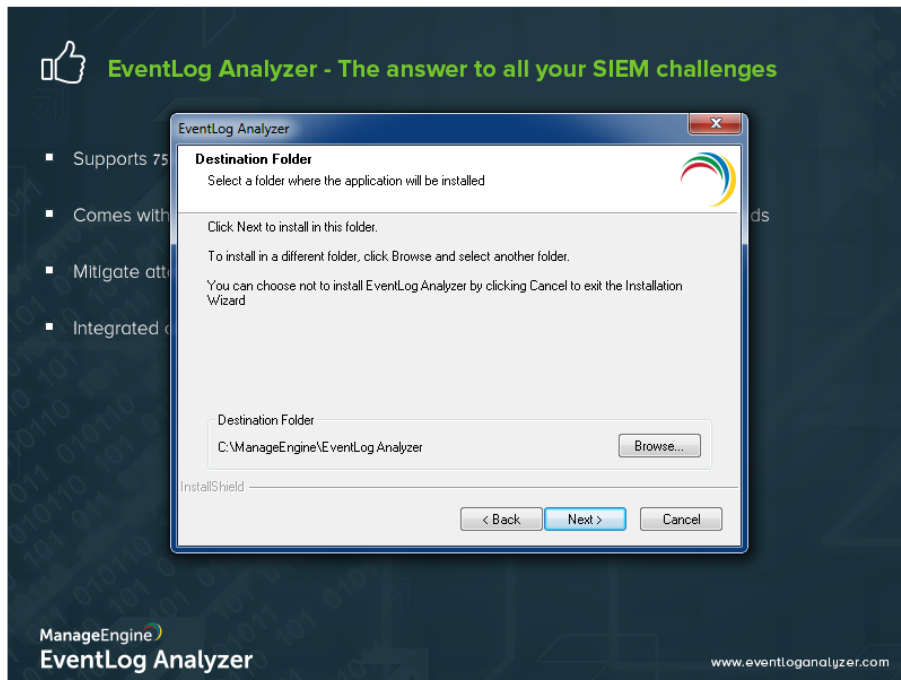 EventLog Analyzer - The answer to all your SIEM challenges
EventLog Analyzer
Destination Folder
Select a folder where the application will be installed
Supports 75
Comes with
ds
Mitigate
Integrated
Click Next to install in this folder.
To install in a different folder, click Browse and select another folder.
You can choose not to install EventLog Analyzer by clicking Cancel to exit the Installation
Wizard
Destination Folder
C:\ManageEngine\EventLog Analyzer
Browse...
InstallShield
< Back
Next >
Cancel
ManageEngine
EventLog Analyzer
www.eventloganalyzer.com